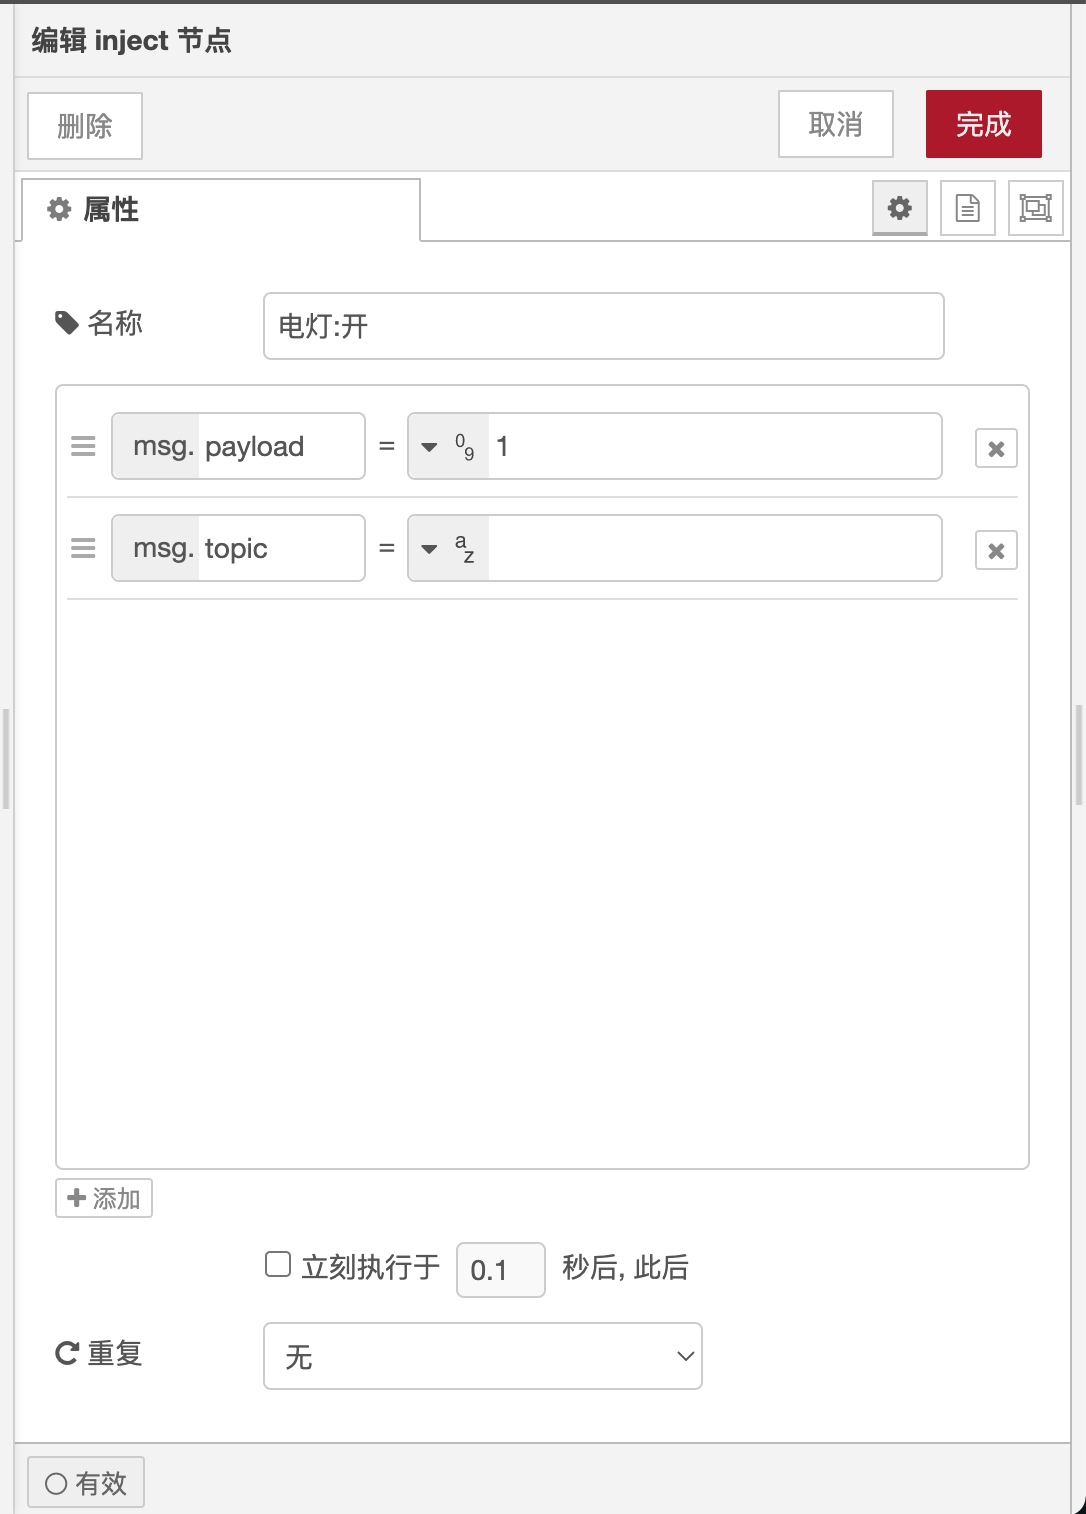 编辑 inject 节点
删除 取消 完成
属性
名称 电灯:开
msg. payload = 0 9 1
msg. topic = a z
添加
立刻执行于 0.1 秒后, 此后
重复 无
有效